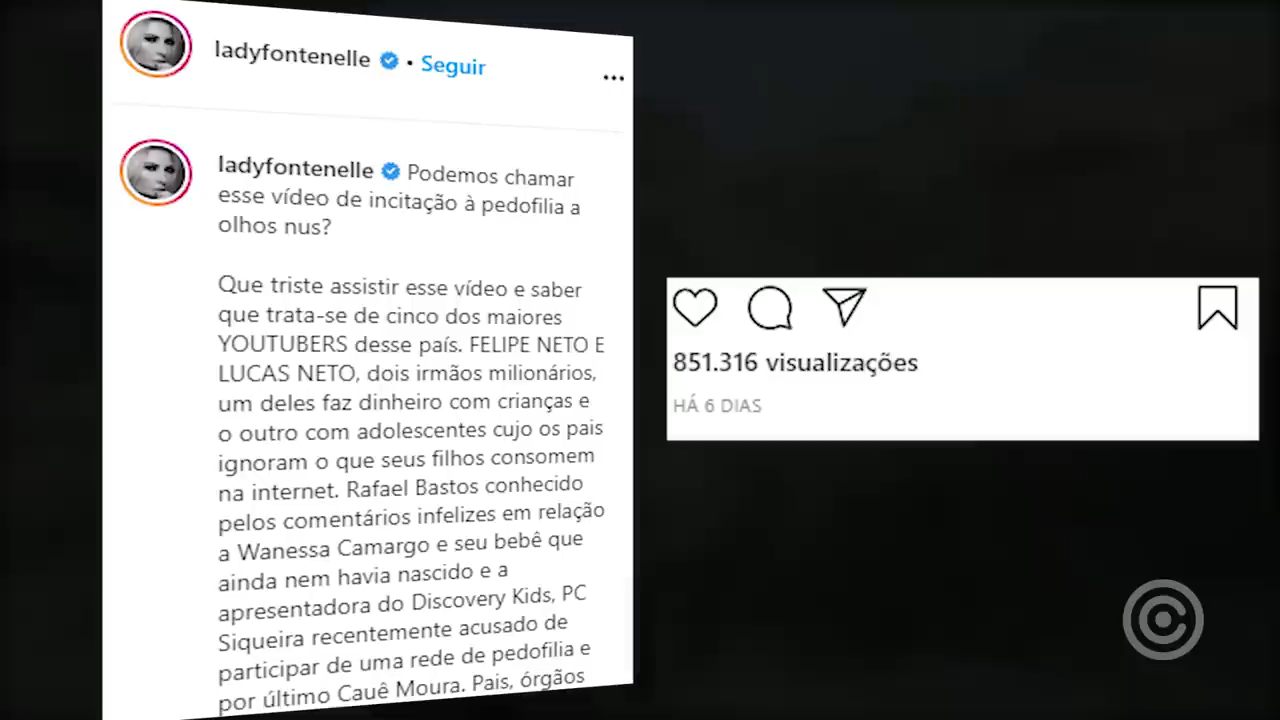 ladyfontenelle • Seguir
ladyfontenelle Podemos chamar
esse vídeo de incitação à pedofilia a
olhos nus?
Que triste assistir esse vídeo e saber
que trata-se de cinco dos maiores
YOUTUBERS desse país. FELIPE NETO E
LUCAS NETO, dois irmãos milionários,
um deles faz dinheiro com crianças e
o outro com adolescentes cujo os pais
ignoram o que seus filhos consomem
na internet. Rafael Bastos conhecido
pelos comentários infelizes em relação
a Wanessa Camargo e seu bebê que
ainda nem havia nascido e a
apresentadora do Discovery Kids, PC
Siqueira recentemente acusado de
participar de uma rede de pedofilia e
por último Cauê Moura. Pais, órgãos
851.316 visualizações
HÁ 6 DIAS